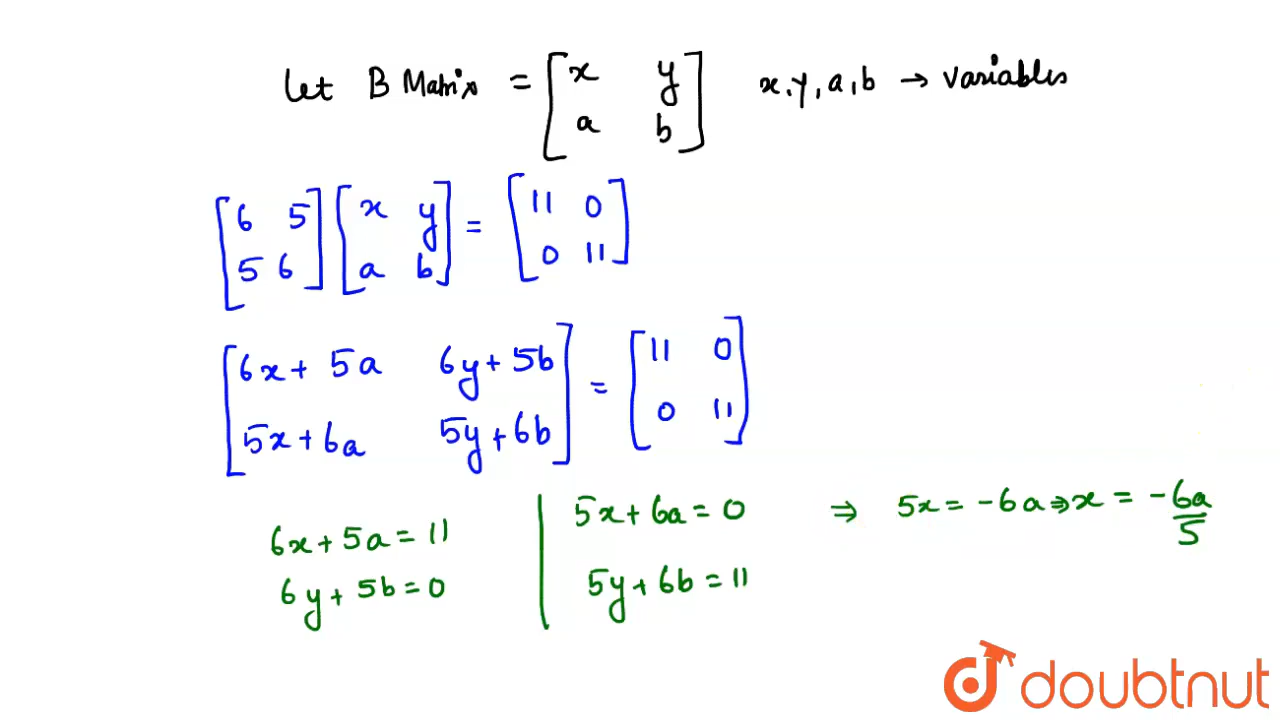 Let B Matrix = [x y  x, y, a, b → variables
a b]
[6 5 [x y = [11 0
5 6] a b] 0 11]
[6x + 5a 6y + 5b = [11 0
5x + 6a 5y + 6b] 0 11]
6x + 5a = 11 | 5x + 6a = 0 ⇒ 5x = -6a ⇒ x = -6a/5
6y + 5b = 0 | 5y + 6b = 11
doubtnut